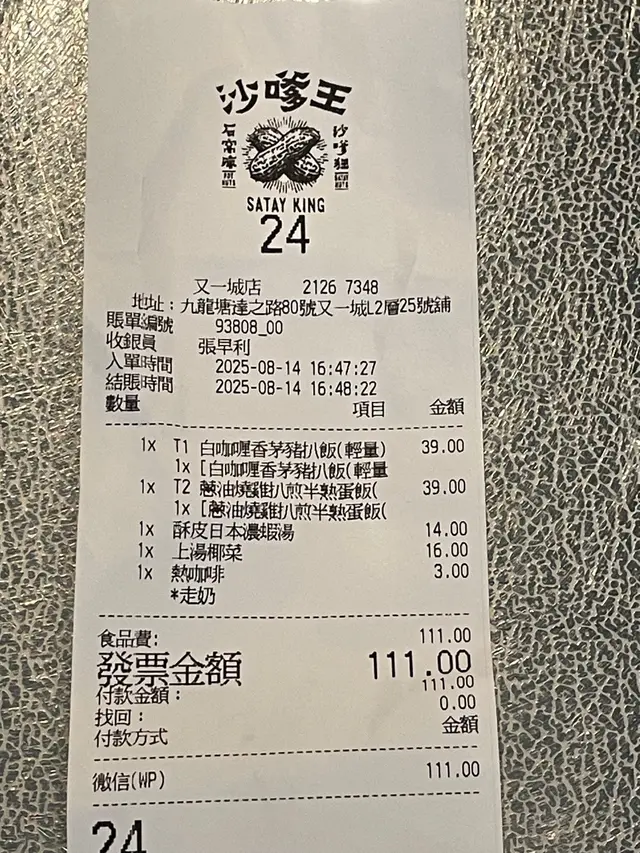 沙嗲王
石窩庫
沙嗲王
SATAY KING
24
又一城店 2126 7348
地址：九龍塘達之路80號又一城L2層25號舖
賬單編號 93808_00
收銀員 張早利
入單時間 2025-08-14 16:47:27
結賬時間 2025-08-14 16:48:22
數量 項目 金額
1x T1 白咖喱香茅豬扒飯(輕量) 39.00
1x [白咖喱香茅豬扒飯(輕量
1x T2 蔥油燒雞扒煎半熟蛋飯( 39.00
1x [蔥油燒雞扒煎半熟蛋飯(
1x 酥皮日本濃蝦湯 14.00
1x 上湯椰菜 16.00
1x 熱咖啡 3.00
*走奶
食品費: 111.00
發票金額 111.00
付款金額： 111.00
找回： 0.00
付款方式 金額
微信(WP) 111.00
24